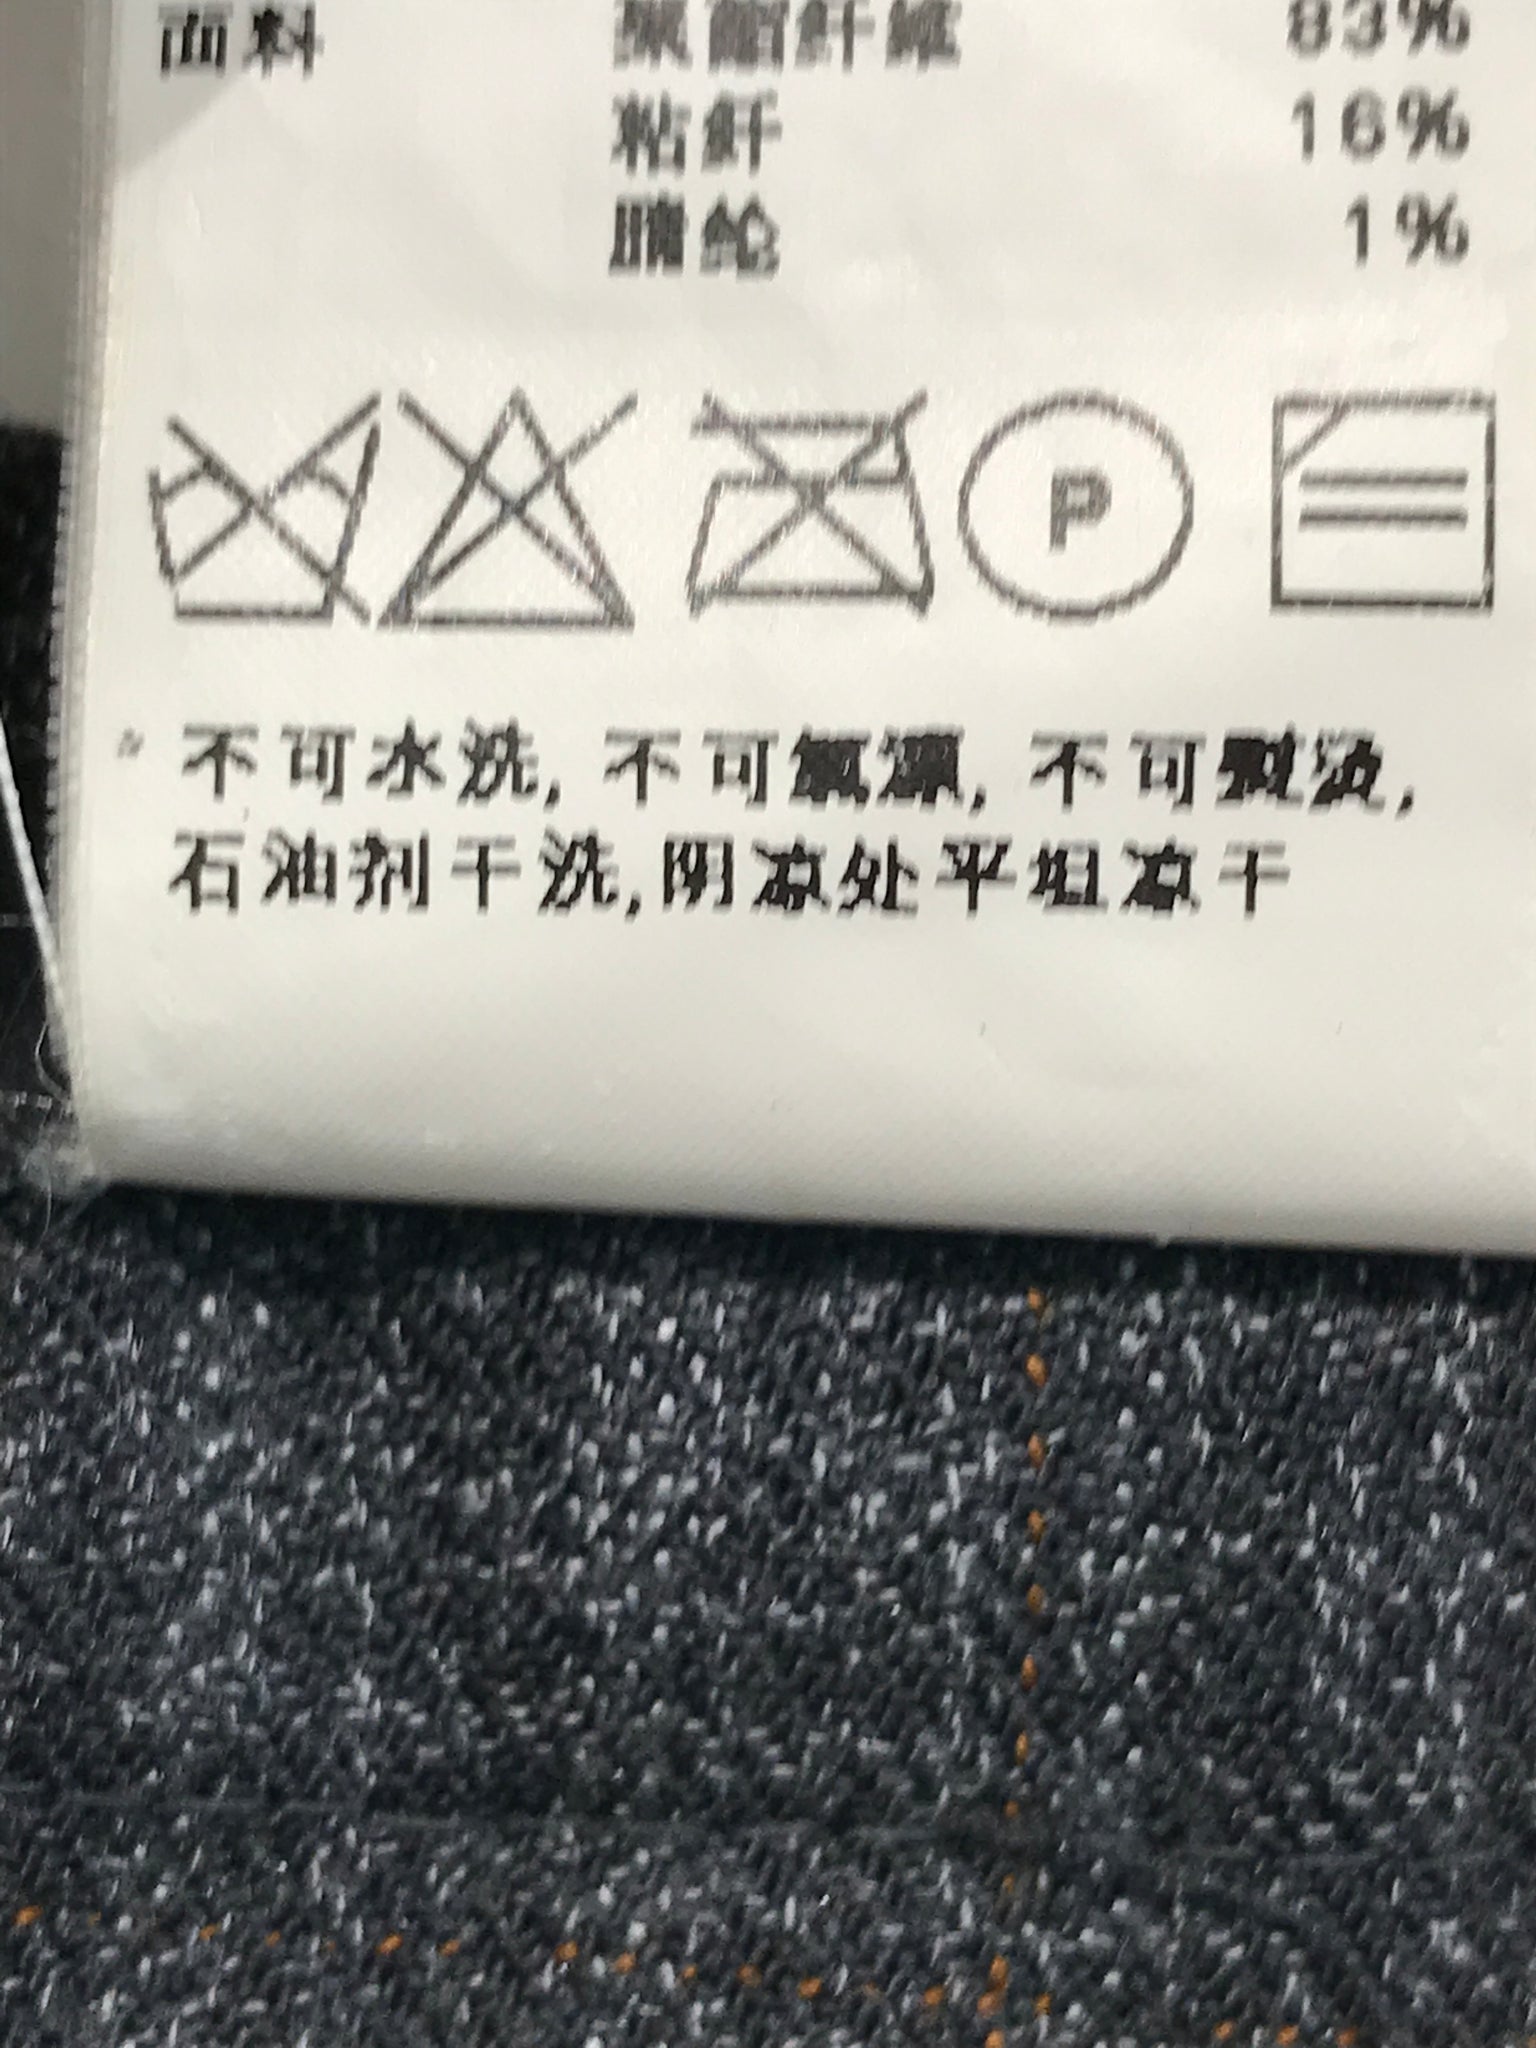 面料 聚酯纤维 83%
粘纤 16%
腈纶 1%
P
* 不可水洗, 不可氯漂, 不可熨烫,
石油剂干洗,阴凉处平坦凉干